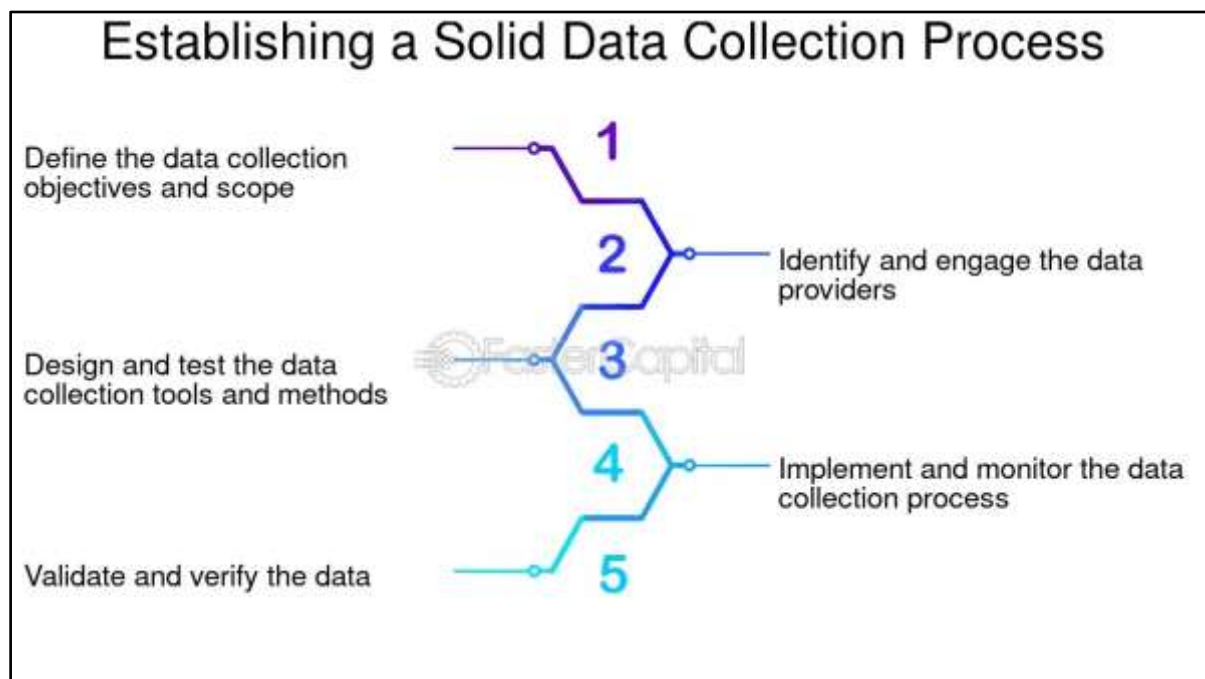 Establishing a Solid Data Collection Process
1
Define the data collection
objectives and scope
2
Identify and engage the data
providers
FasterCapital
3
Design and test the data
collection tools and methods
4
Implement and monitor the data
collection process
5
Validate and verify the data